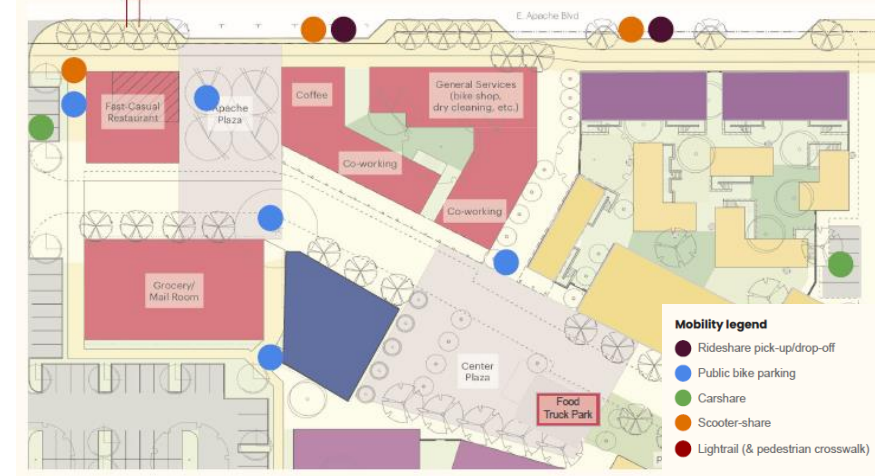 E. Apache Blvd
Fast-Casual
Restaurant
Apache
Plaza
Coffee
General Services
(bike shop,
dry cleaning, etc.)
Co-working
Co-working
Grocery/
Mail Room
Center
Plaza
Food
Truck Park
Mobility legend
Rideshare pick-up/drop-off
Public bike parking
Carshare
Scooter-share
Lightrail (& pedestrian crosswalk)